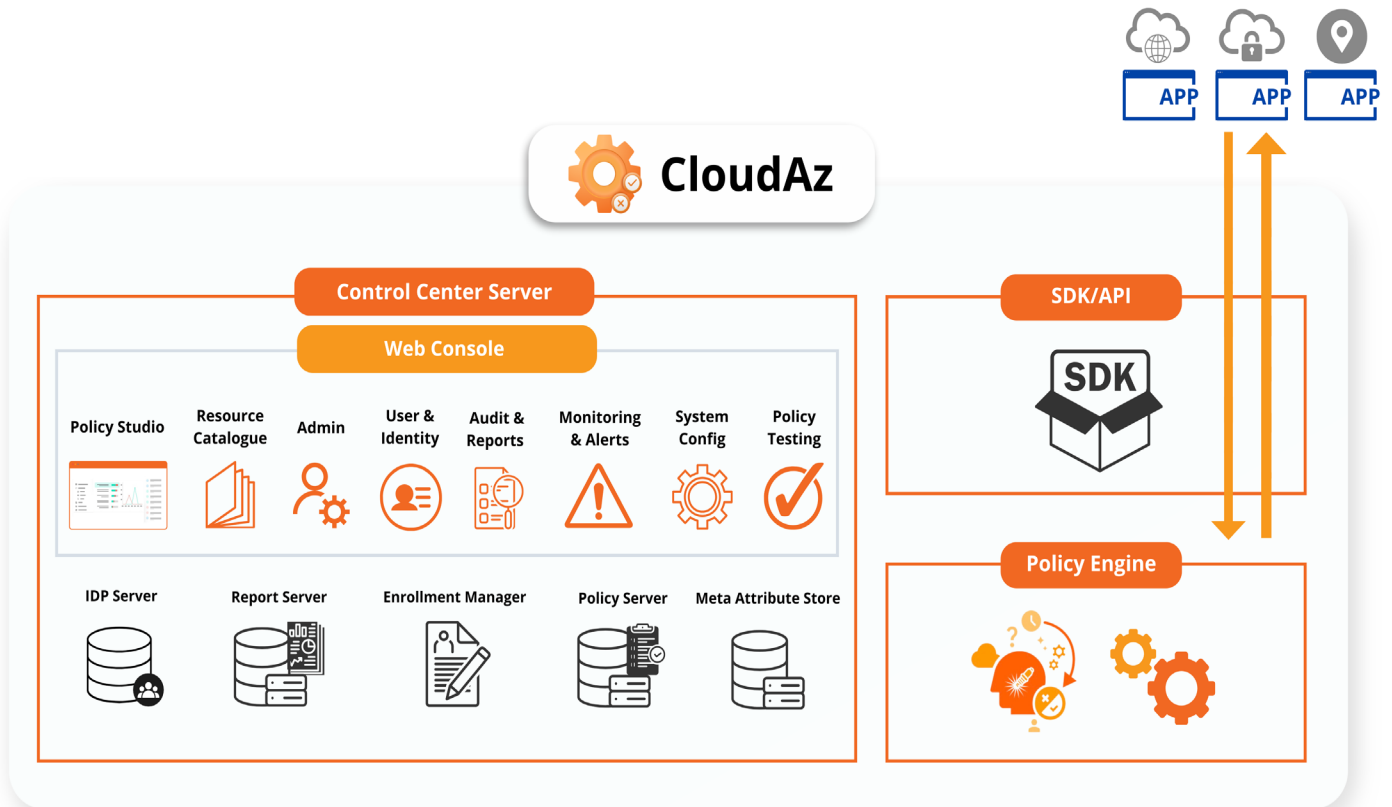 APP
APP
APP
CloudAz
Control Center Server
SDK/API
Web Console
SDK
Policy Studio
Resource
Catalogue
Admin
User &
Identity
Audit &
Reports
Monitoring
& Alerts
System
Config
Policy
Testing
Policy Engine
IDP Server
Report Server
Enrollment Manager
Policy Server
Meta Attribute Store
?